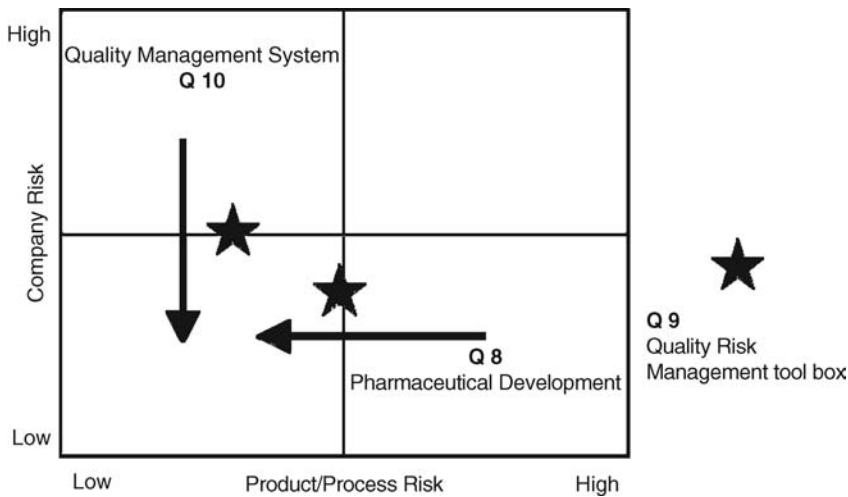 High
Quality Management System
Q 10
Company Risk
Q 9
Quality Risk
Management tool box
Q 8
Pharmaceutical Development
Low
Low
Product/Process Risk
High